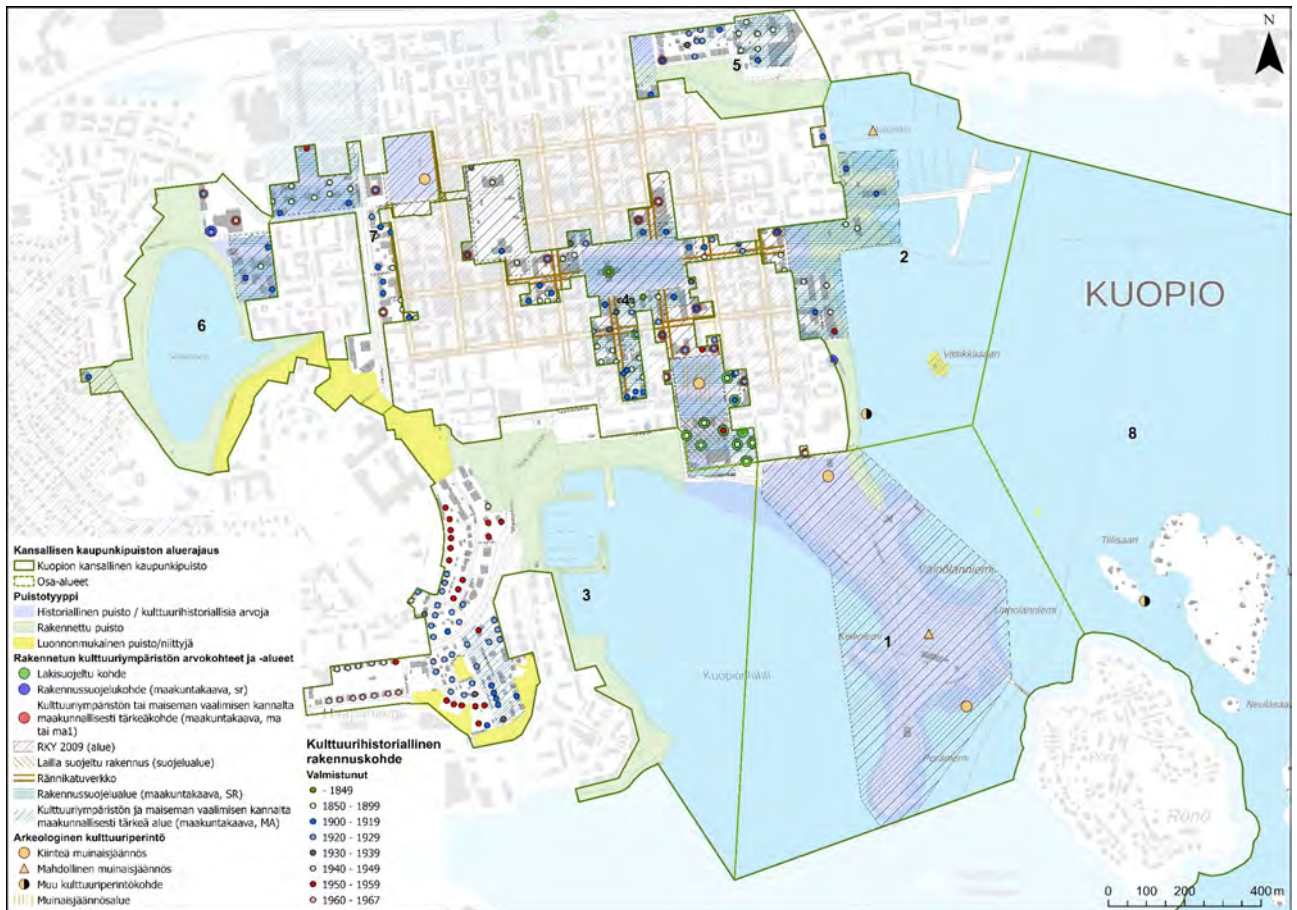 N
5
2
7
KUOPIO
4
6
Vasikkasaari
8
Tiilisaari
Väinölänniemi
3
1
Kuopionlahti
Peräniemi
Rönö
Kansallisen kaupunkipuiston aluerajaus
Kuopion kansallinen kaupunkipuisto
Osa-alueet
Puistotyyppi
Historiallinen puisto / kulttuurihistoriallisia arvoja
Rakennettu puisto
Luonnonmukainen puisto/niittyjä
Rakennetun kulttuuriympäristön arvokohteet ja -alueet
Lakisuojeltu kohde
Rakennussuojelukohde (maakuntakaava, sr)
Kulttuuriympäristön tai maiseman vaalimisen kannalta
maakunnallisesti tärkeäkohde (maakuntakaava, ma
tai ma1)
RKY 2009 (alue)
Lailla suojeltu rakennus (suojelualue)
Rännikatuverkko
Rakennussuojelualue (maakuntakaava, SR)
Kulttuuriympäristön ja maiseman vaalimisen kannalta
maakunnallisesti tärkeä alue (maakuntakaava, MA)
Arkeologinen kulttuuriperintö
Kiinteä muinaisjäännös
Mahdollinen muinaisjäännös
Muu kulttuuriperintökohde
Muinaisjäännösalue
Kulttuurihistoriallinen
rakennuskohde
Valmistunut
- 1849
1850 - 1899
1900 - 1919
1920 - 1929
1930 - 1939
1940 - 1949
1950 - 1959
1960 - 1967
0 100 200 400 m